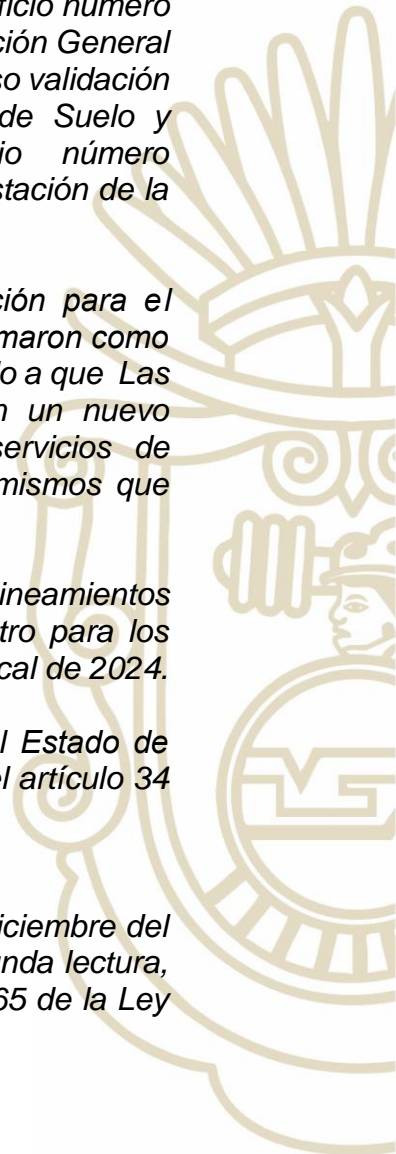 ficio número
ción General
so validación
de Suelo y
io número
stación de la
ción para el
maron como
o a que Las
n un nuevo
servicios de
mismos que
ineamientos
tro para los
cal de 2024.
l Estado de
el artículo 34
iciembre del
unda lectura,
65 de la Ley